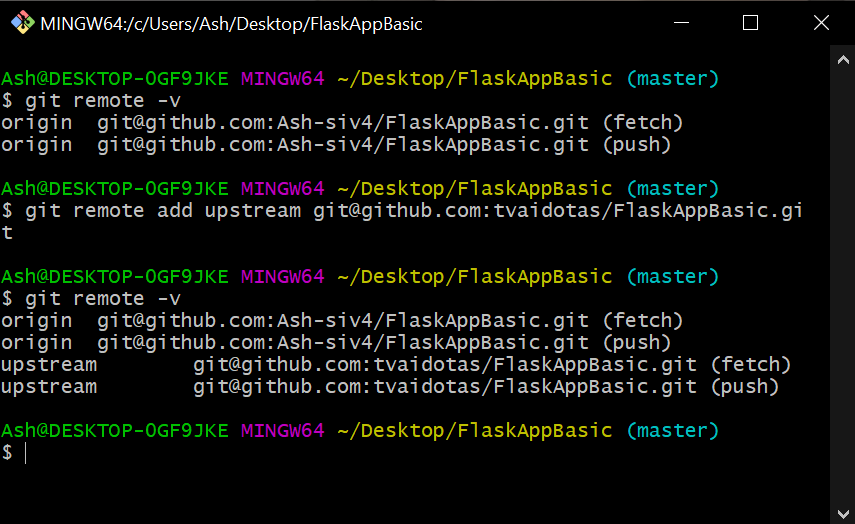 MINGW64:/c/Users/Ash/Desktop/FlaskAppBasic
Ash@DESKTOP-OGF9JKE MINGW64 ~/Desktop/FlaskAppBasic (master)
$ git remote -v
origin  git@github.com:Ash-siv4/FlaskAppBasic.git (fetch)
origin  git@github.com:Ash-siv4/FlaskAppBasic.git (push)
Ash@DESKTOP-OGF9JKE MINGW64 ~/Desktop/FlaskAppBasic (master)
$ git remote add upstream git@github.com:tvaidotas/FlaskAppBasic.gi
t
Ash@DESKTOP-OGF9JKE MINGW64 ~/Desktop/FlaskAppBasic (master)
$ git remote -v
origin  git@github.com:Ash-siv4/FlaskAppBasic.git (fetch)
origin  git@github.com:Ash-siv4/FlaskAppBasic.git (push)
upstream        git@github.com:tvaidotas/FlaskAppBasic.git (fetch)
upstream        git@github.com:tvaidotas/FlaskAppBasic.git (push)
Ash@DESKTOP-OGF9JKE MINGW64 ~/Desktop/FlaskAppBasic (master)
$